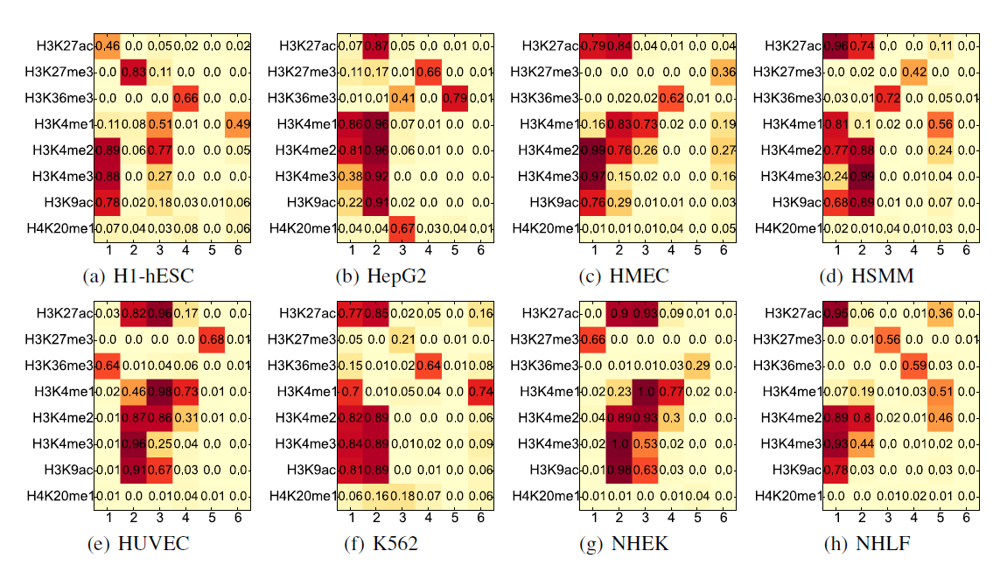 H3K27ac 0.46 0.0 0.05 0.02 0.0 0.02
H3K27me3 0.0 0.83 0.11 0.0 0.0 0.0
H3K36me3 0.0 0.0 0.0 0.66 0.0 0.0
H3K4me1 0.11 0.08 0.51 0.01 0.0 0.49
H3K4me2 0.89 0.06 0.77 0.0 0.0 0.05
H3K4me3 0.88 0.0 0.27 0.0 0.0 0.0
H3K9ac 0.78 0.02 0.18 0.03 0.01 0.06
H4K20me1 0.07 0.04 0.03 0.08 0.0 0.06
1 2 3 4 5 6
(a) H1-hESC
H3K27ac 0.07 0.87 0.05 0.0 0.01 0.0
H3K27me3 0.11 0.17 0.01 0.66 0.0 0.01
H3K36me3 0.01 0.01 0.41 0.0 0.79 0.01
H3K4me1 0.86 0.96 0.07 0.01 0.0 0.0
H3K4me2 0.81 0.96 0.06 0.01 0.0 0.0
H3K4me3 0.38 0.92 0.0 0.0 0.0 0.0
H3K9ac 0.22 0.91 0.02 0.0 0.0 0.0
H4K20me1 0.04 0.04 0.67 0.03 0.04 0.01
1 2 3 4 5 6
(b) HepG2
H3K27ac 0.79 0.84 0.04 0.01 0.0 0.04
H3K27me3 0.0 0.0 0.0 0.0 0.0 0.36
H3K36me3 0.0 0.02 0.02 0.62 0.01 0.0
H3K4me1 0.16 0.83 0.73 0.02 0.0 0.19
H3K4me2 0.99 0.76 0.26 0.0 0.0 0.27
H3K4me3 0.97 0.15 0.02 0.0 0.0 0.16
H3K9ac 0.76 0.29 0.01 0.01 0.0 0.03
H4K20me1 0.01 0.01 0.01 0.04 0.0 0.05
1 2 3 4 5 6
(c) HMEC
H3K27ac 0.96 0.74 0.0 0.0 0.11 0.0
H3K27me3 0.0 0.02 0.0 0.42 0.0 0.0
H3K36me3 0.03 0.01 0.72 0.0 0.05 0.01
H3K4me1 0.81 0.1 0.02 0.0 0.56 0.0
H3K4me2 0.77 0.88 0.0 0.0 0.24 0.0
H3K4me3 0.24 0.99 0.0 0.01 0.04 0.0
H3K9ac 0.68 0.89 0.01 0.0 0.07 0.0
H4K20me1 0.02 0.01 0.04 0.01 0.03 0.0
1 2 3 4 5 6
(d) HSMM
H3K27ac 0.03 0.82 0.96 0.17 0.0 0.0
H3K27me3 0.0 0.0 0.0 0.0 0.68 0.01
H3K36me3 0.64 0.01 0.04 0.06 0.0 0.01
H3K4me1 0.02 0.46 0.98 0.73 0.01 0.0
H3K4me2 0.01 0.87 0.86 0.31 0.01 0.0
H3K4me3 0.01 0.96 0.25 0.04 0.0 0.0
H3K9ac 0.01 0.91 0.67 0.03 0.0 0.0
H4K20me1 0.01 0.0 0.0 0.01 0.01 0.0
1 2 3 4 5 6
(e) HUVEC
H3K27ac 0.77 0.85 0.02 0.05 0.0 0.16
H3K27me3 0.05 0.0 0.21 0.0 0.01 0.0
H3K36me3 0.15 0.01 0.02 0.64 0.01 0.08
H3K4me1 0.7 0.01 0.05 0.04 0.0 0.74
H3K4me2 0.82 0.89 0.0 0.0 0.0 0.06
H3K4me3 0.84 0.89 0.01 0.02 0.0 0.09
H3K9ac 0.81 0.89 0.0 0.01 0.0 0.06
H4K20me1 0.06 0.16 0.18 0.07 0.0 0.06
1 2 3 4 5 6
(f) K562
H3K27ac 0.0 0.9 0.93 0.09 0.01 0.0
H3K27me3 0.66 0.0 0.0 0.0 0.0 0.0
H3K36me3 0.0 0.01 0.01 0.03 0.29 0.0
H3K4me1 0.02 0.23 1.0 0.77 0.02 0.0
H3K4me2 0.04 0.89 0.93 0.3 0.0 0.0
H3K4me3 0.02 1.0 0.53 0.02 0.0 0.0
H3K9ac 0.01 0.98 0.63 0.03 0.0 0.0
H4K20me1 0.01 0.01 0.0 0.01 0.04 0.0
1 2 3 4 5 6
(g) NHEK
H3K27ac 0.95 0.06 0.0 0.01 0.36 0.0
H3K27me3 0.0 0.01 0.56 0.0 0.0 0.01
H3K36me3 0.0 0.0 0.0 0.59 0.03 0.0
H3K4me1 0.07 0.19 0.01 0.03 0.51 0.0
H3K4me2 0.89 0.8 0.02 0.01 0.46 0.0
H3K4me3 0.93 0.44 0.0 0.01 0.02 0.0
H3K9ac 0.78 0.03 0.0 0.0 0.03 0.0
H4K20me1 0.0 0.0 0.01 0.02 0.01 0.0
1 2 3 4 5 6
(h) NHLF